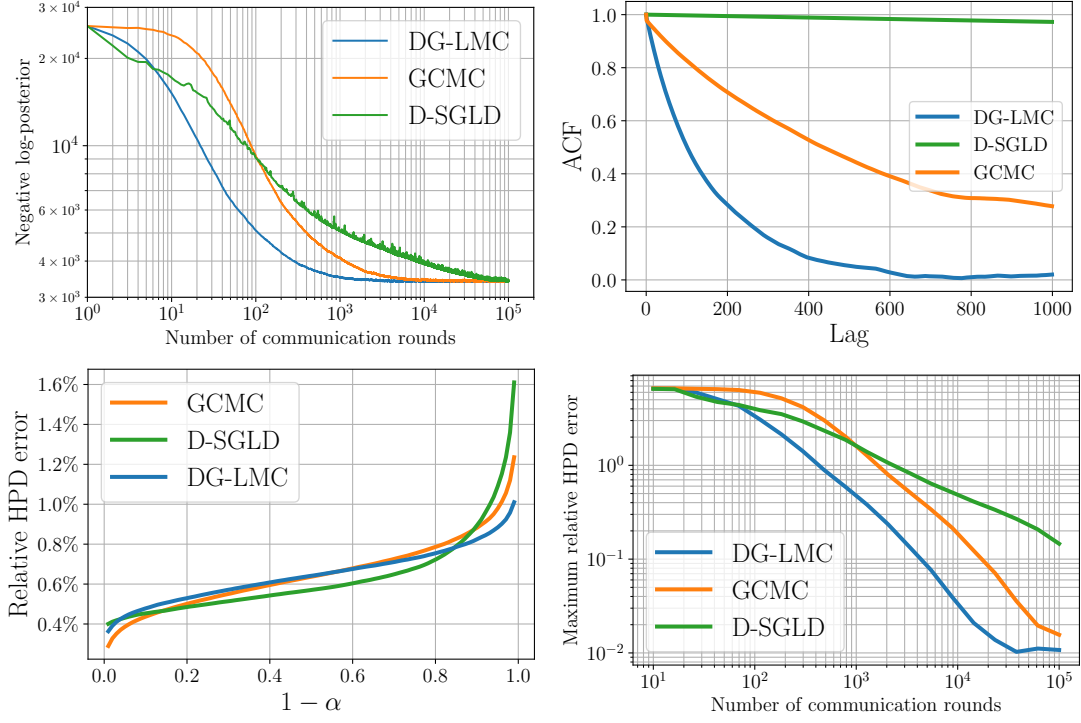 Negative log-posterior
2 × 10⁴
10⁴
6 × 10³
4 × 10³
3 × 10³
DG-LMC
GCMC
D-SGLD
10⁰ 10¹ 10² 10³ 10⁴ 10⁵
Number of communication rounds
ACF
1.0
0.8
0.6
0.4
0.2
0.0
DG-LMC
D-SGLD
GCMC
0 200 400 600 800 1000
Lag
Relative HPD error
1.6%
1.4%
1.2%
1.0%
0.8%
0.6%
0.4%
GCMC
D-SGLD
DG-LMC
0.0 0.2 0.4 0.6 0.8 1.0
1 − α
Maximum relative HPD error
10⁰
10⁻¹
10⁻²
DG-LMC
GCMC
D-SGLD
10¹ 10² 10³ 10⁴ 10⁵
Number of communication rounds